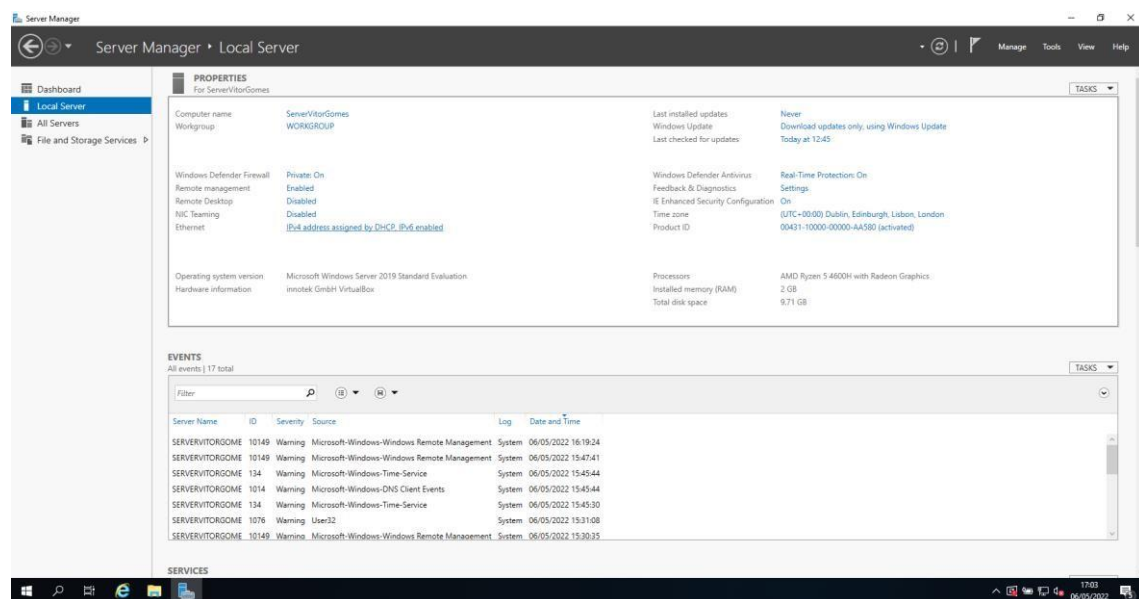 Server Manager
Server Manager ‣ Local Server
Manage Tools View Help
Dashboard
Local Server
All Servers
File and Storage Services
PROPERTIES
For ServerVitorGomes
TASKS
Computer name ServerVitorGomes
Workgroup WORKGROUP
Last installed updates Never
Windows Update Download updates only, using Windows Update
Last checked for updates Today at 12:45
Windows Defender Firewall Private: On
Remote management Enabled
Remote Desktop Disabled
NIC Teaming Disabled
Ethernet IPv4 address assigned by DHCP, IPv6 enabled
Windows Defender Antivirus Real-Time Protection: On
Feedback & Diagnostics Settings
IE Enhanced Security Configuration On
Time zone (UTC+00:00) Dublin, Edinburgh, Lisbon, London
Product ID 00431-10000-00000-AA580 (activated)
Operating system version Microsoft Windows Server 2019 Standard Evaluation
Hardware information innotek GmbH VirtualBox
Processors AMD Ryzen 5 4600H with Radeon Graphics
Installed memory (RAM) 2 GB
Total disk space 9.71 GB
EVENTS
All events | 17 total
TASKS
Filter
Server Name ID Severity Source Log Date and Time
SERVERVITORGOME 10149 Warning Microsoft-Windows-Windows Remote Management System 06/05/2022 16:19:24
SERVERVITORGOME 10149 Warning Microsoft-Windows-Windows Remote Management System 06/05/2022 15:47:41
SERVERVITORGOME 134 Warning Microsoft-Windows-Time-Service System 06/05/2022 15:45:44
SERVERVITORGOME 1014 Warning Microsoft-Windows-DNS Client Events System 06/05/2022 15:45:44
SERVERVITORGOME 134 Warning Microsoft-Windows-Time-Service System 06/05/2022 15:45:30
SERVERVITORGOME 1076 Warning User32 System 06/05/2022 15:31:08
SERVERVITORGOME 10149 Warning Microsoft-Windows-Windows Remote Management System 06/05/2022 15:30:35
SERVICES
17:03
06/05/2022